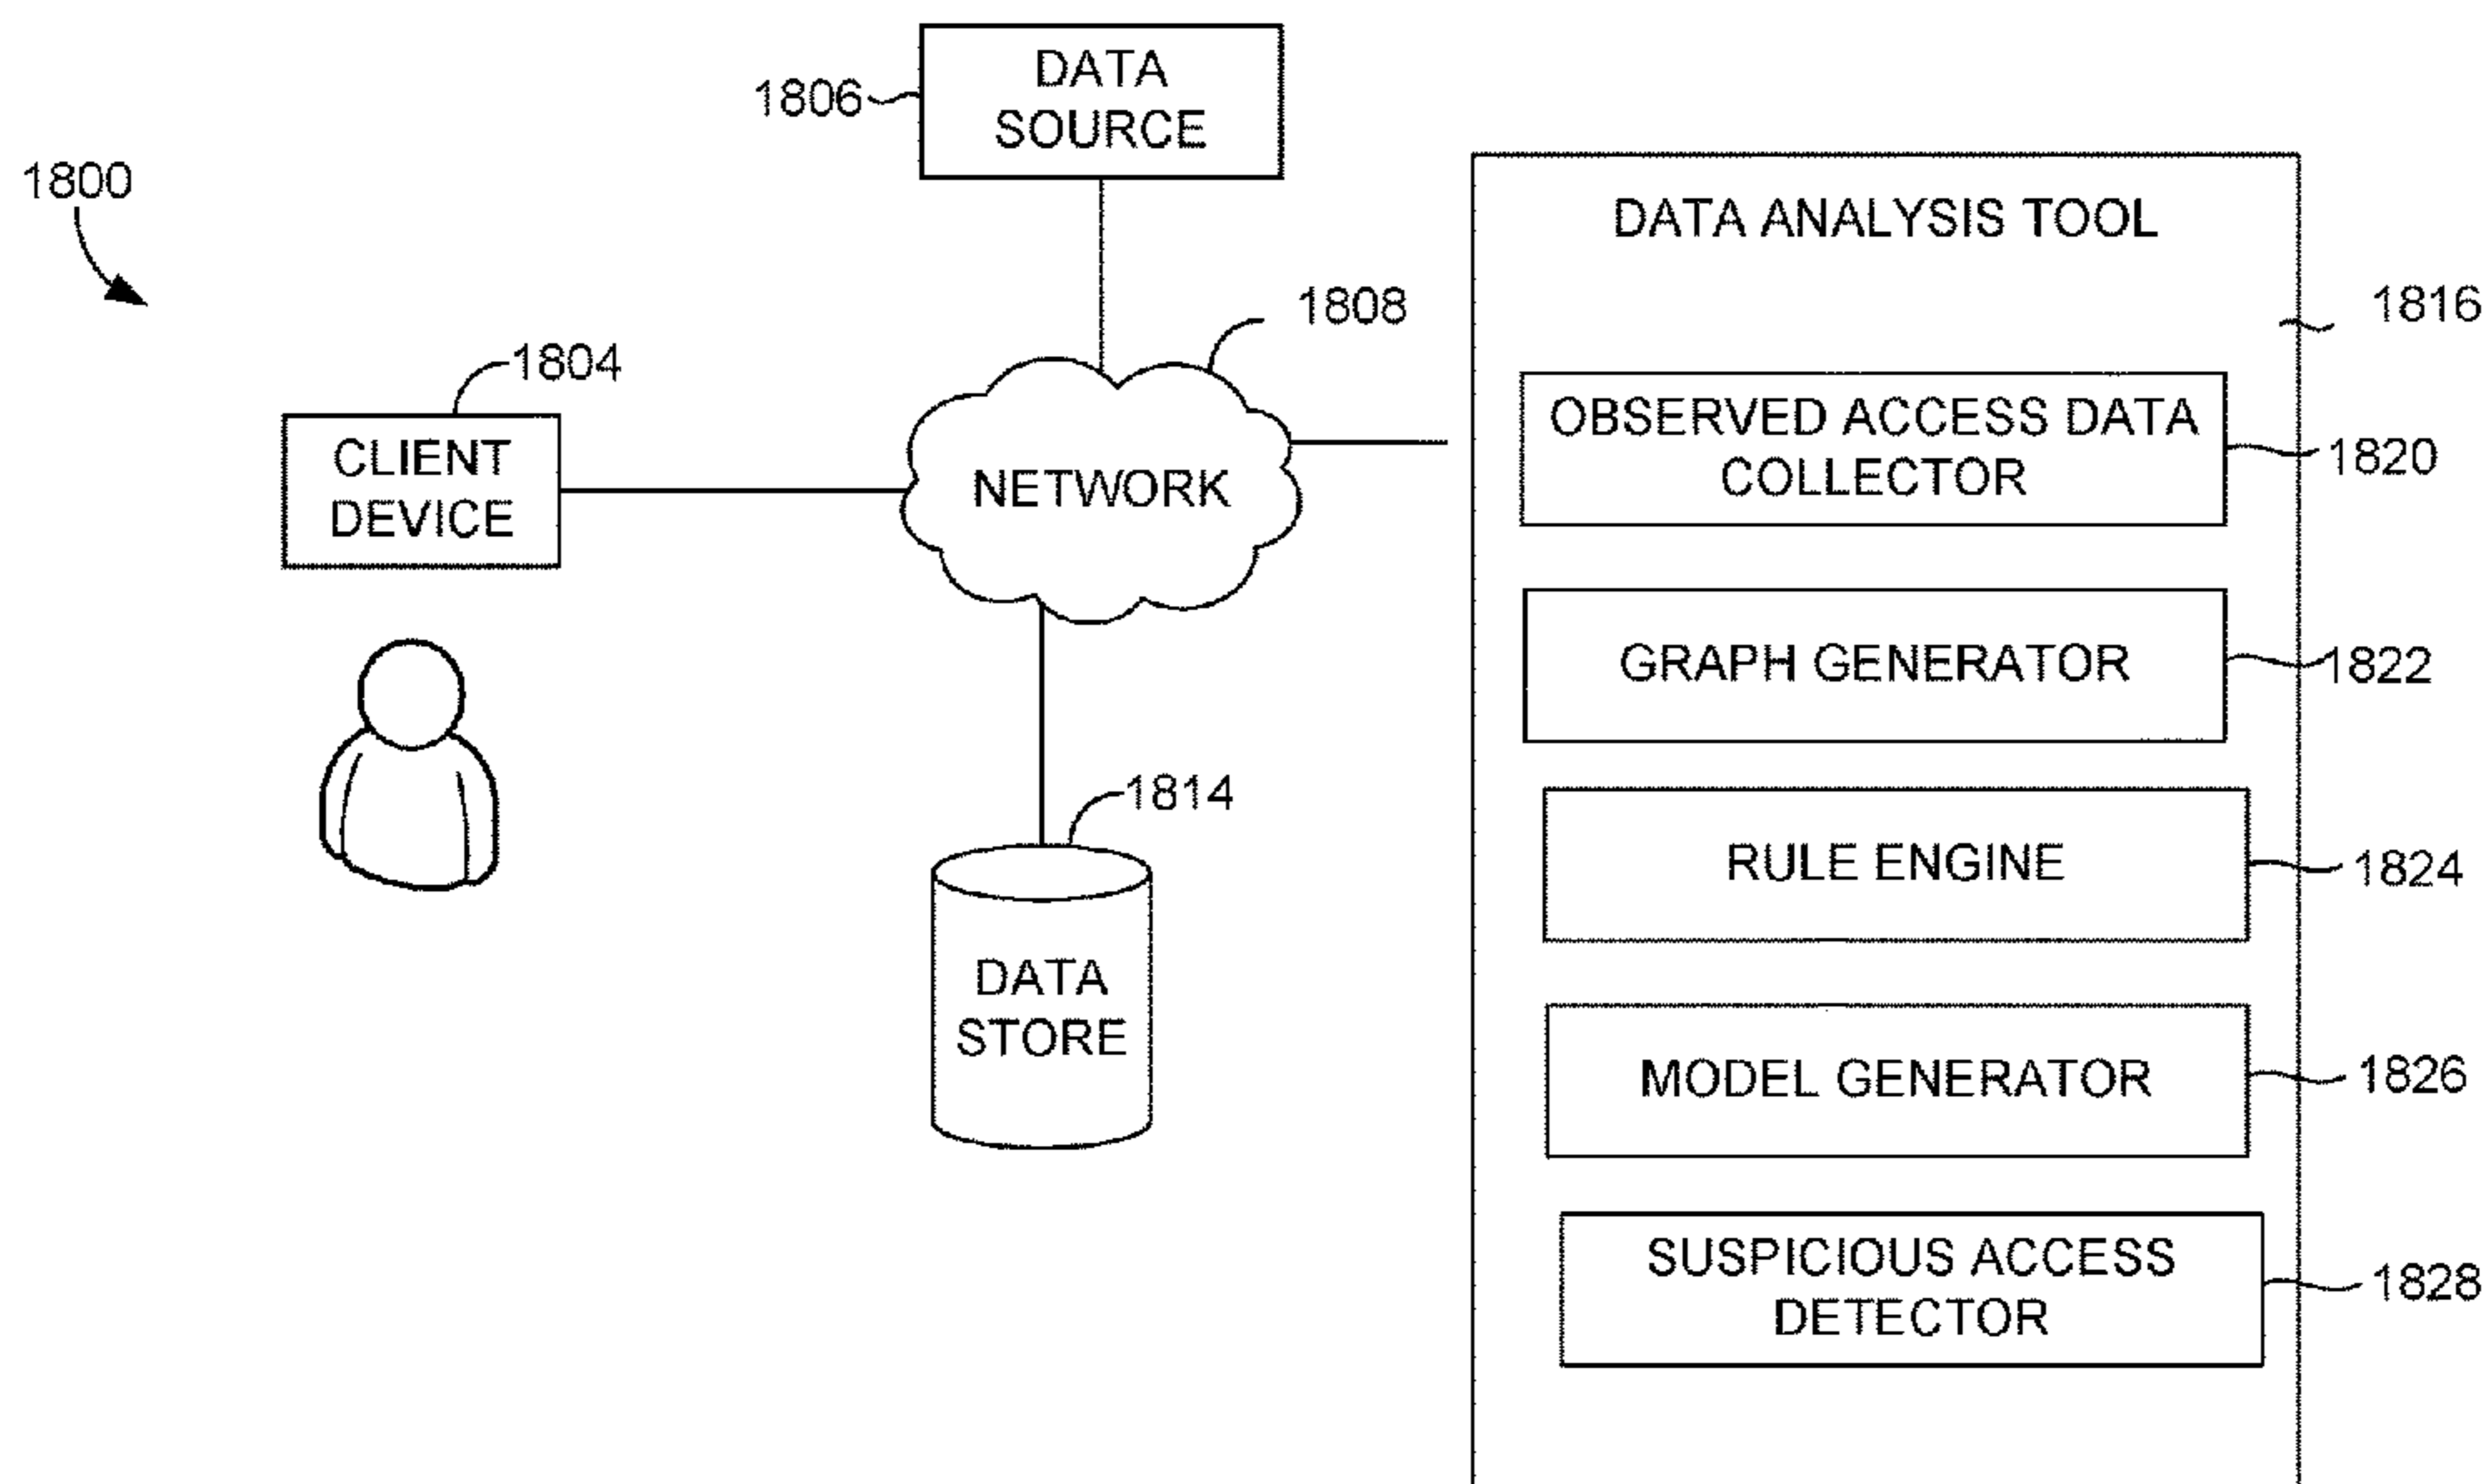 1800
1806
DATA
SOURCE
1804
CLIENT
DEVICE
1808
NETWORK
1814
DATA
STORE
DATA ANALYSIS TOOL
1816
OBSERVED ACCESS DATA
COLLECTOR
1820
GRAPH GENERATOR
1822
RULE ENGINE
1824
MODEL GENERATOR
1826
SUSPICIOUS ACCESS
DETECTOR
1828